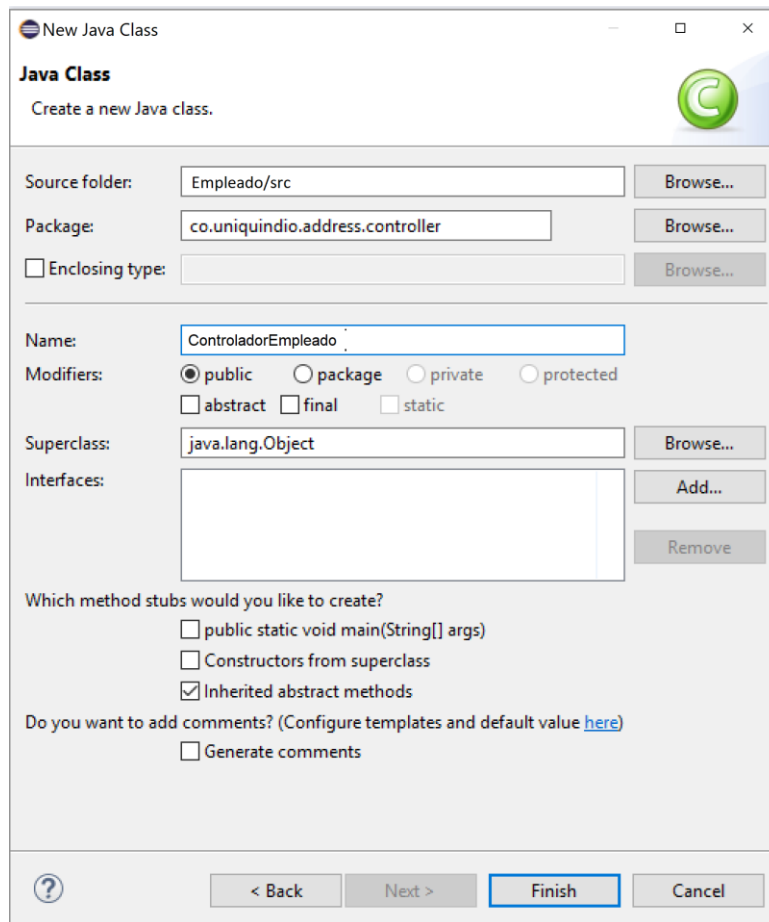 New Java Class
Java Class
Create a new Java class.
Source folder: Empleado/src Browse...
Package: co.uniquindio.address.controller Browse...
Enclosing type: Browse...
Name: ControladorEmpleado
Modifiers: public package private protected
abstract final static
Superclass: java.lang.Object Browse...
Interfaces: Add...
Remove
Which method stubs would you like to create?
public static void main(String[] args)
Constructors from superclass
Inherited abstract methods
Do you want to add comments? (Configure templates and default value here)
Generate comments
? < Back Next > Finish Cancel